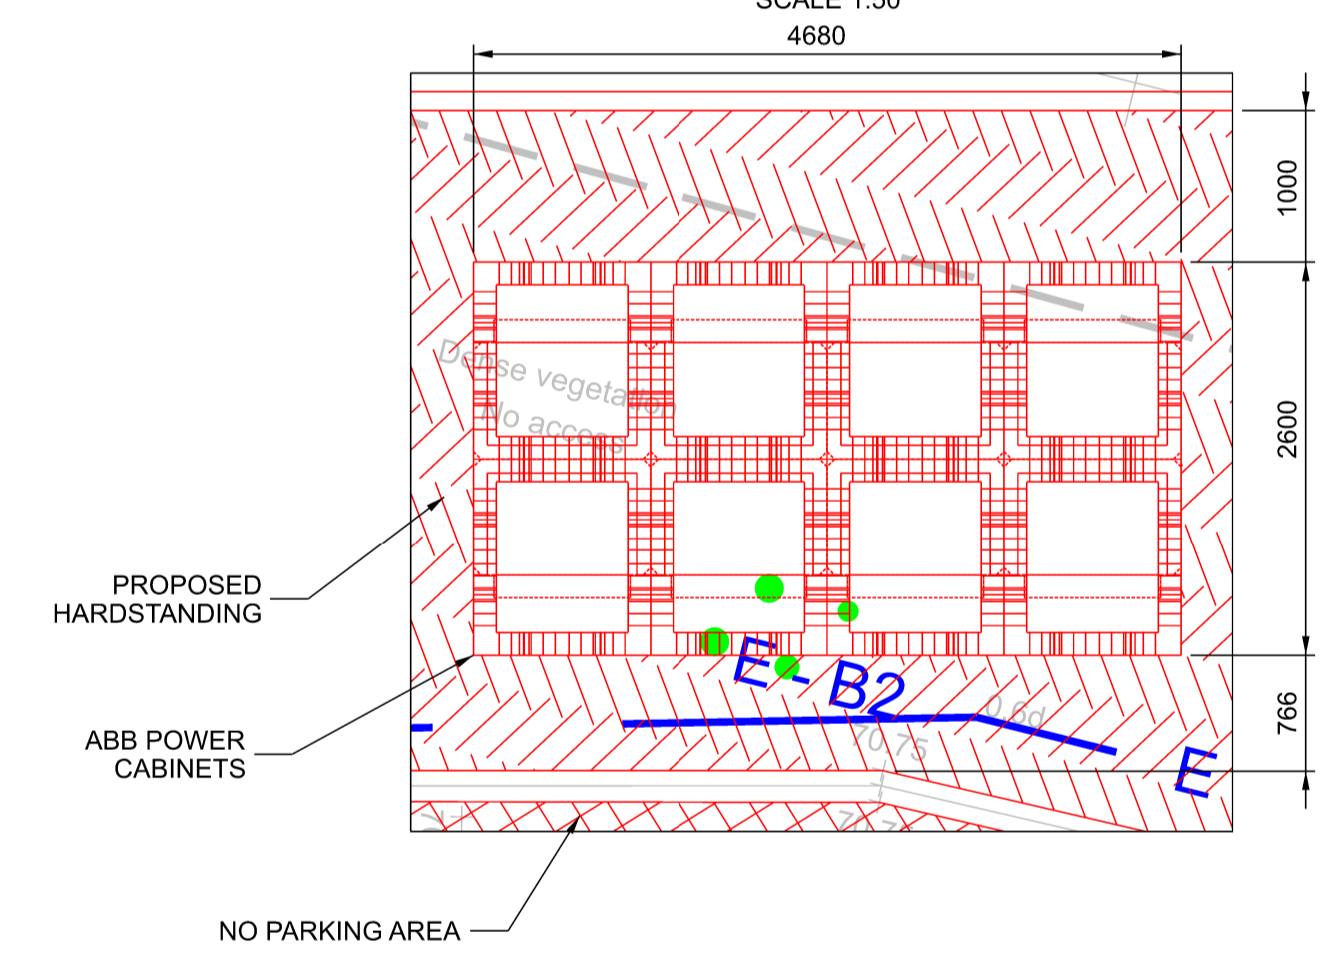 SCALE 1:50
4680
1000
Dense vegetation
No access
2600
PROPOSED
HARDSTANDING
E - B2
0.6d
766
ABB POWER
CABINETS
70.75
E
NO PARKING AREA